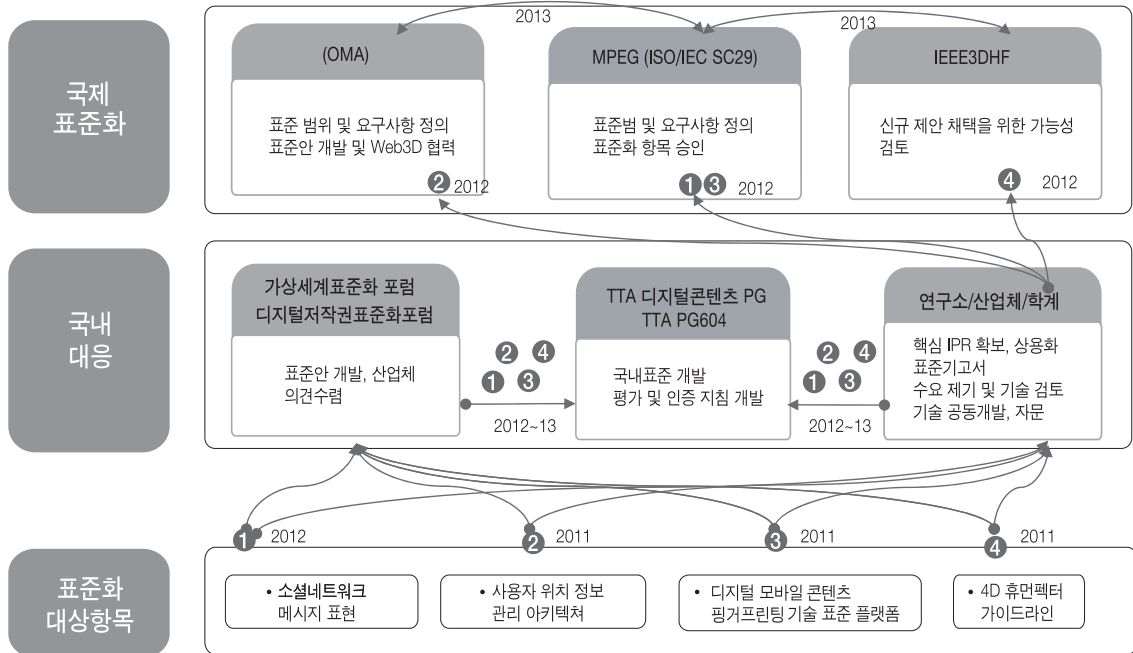 국제
표준화
2013
2013
(OMA)
MPEG (ISO/IEC SC29)
IEEE3DHF
표준 범위 및 요구사항 정의
표준안 개발 및 Web3D 협력
표준범 및 요구사항 정의
표준화 항목 승인
신규 제안 채택을 위한 가능성
검토
2 2012
1 3 2012
4 2012
국내
대응
가상세계표준화 포럼
디지털저작권표준화포럼
TTA 디지털콘텐츠 PG
TTA PG604
연구소/산업체/학계
표준안 개발, 산업체
의견수렴
2 4
1 3
2012~13
국내표준 개발
평가 및 인증 지침 개발
2 4
1 3
2012~13
핵심 IPR 확보, 상용화
표준기고서
수요 제기 및 기술 검토
기술 공동개발, 자문
표준화
대상항목
1 2012
2 2011
3 2011
4 2011
• 소셜네트워크
메시지 표현
• 사용자 위치 정보
관리 아키텍쳐
• 디지털 모바일 콘텐츠
핑거프린팅 기술 표준 플랫폼
• 4D 휴먼펙터
가이드라인